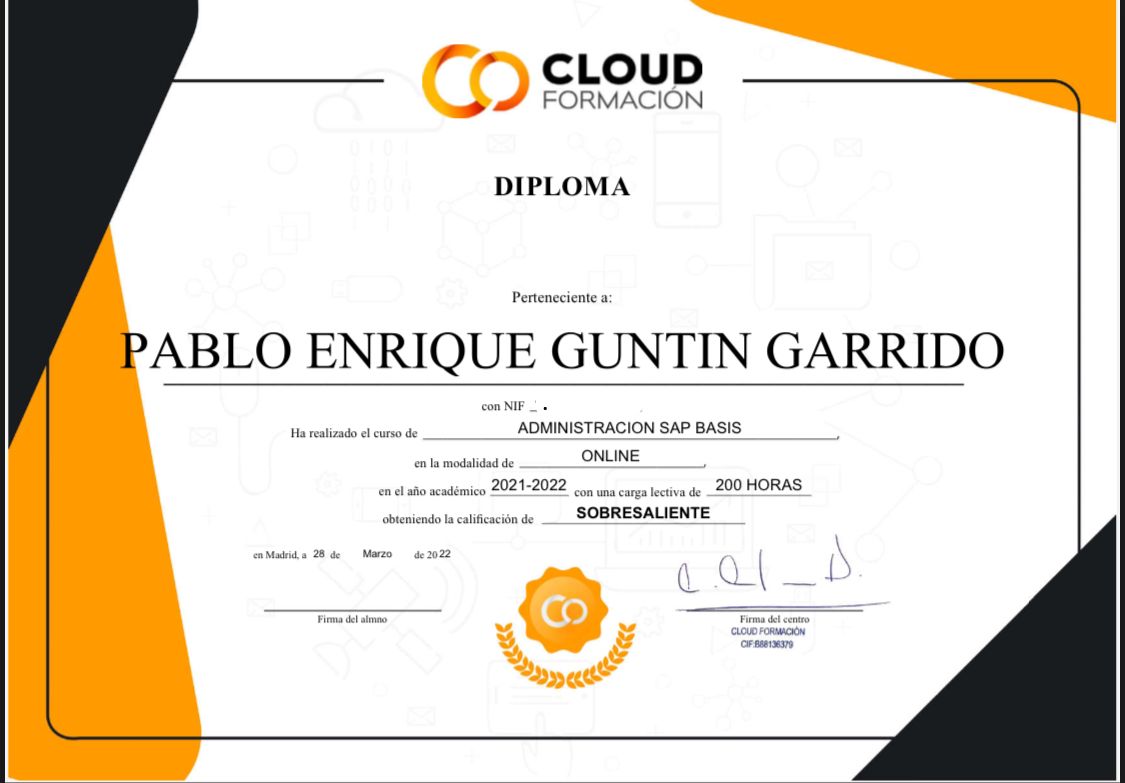 CLOUD
FORMACIÓN
DIPLOMA
Perteneciente a:
PABLO ENRIQUE GUNTIN GARRIDO
con NIF
Ha realizado el curso de ADMINISTRACION SAP BASIS,
en la modalidad de ONLINE,
en el año académico 2021-2022 con una carga lectiva de 200 HORAS
obteniendo la calificación de SOBRESALIENTE
en Madrid, a 28 de Marzo de 2022
Firma del almno
Firma del centro
CLOUD FORMACIÓN
CIF:B88136379